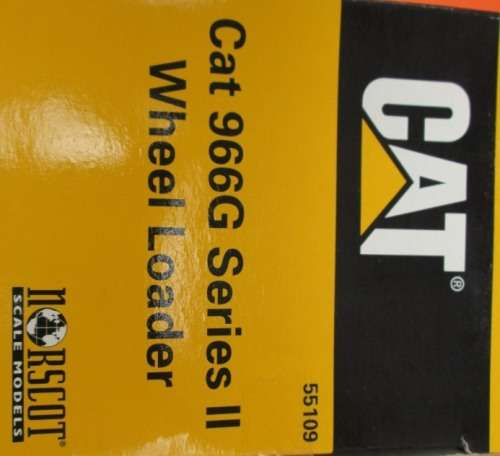 CAT®
55109
Cat 966G Series II
Wheel Loader
NORSCOT®
SCALE MODELS